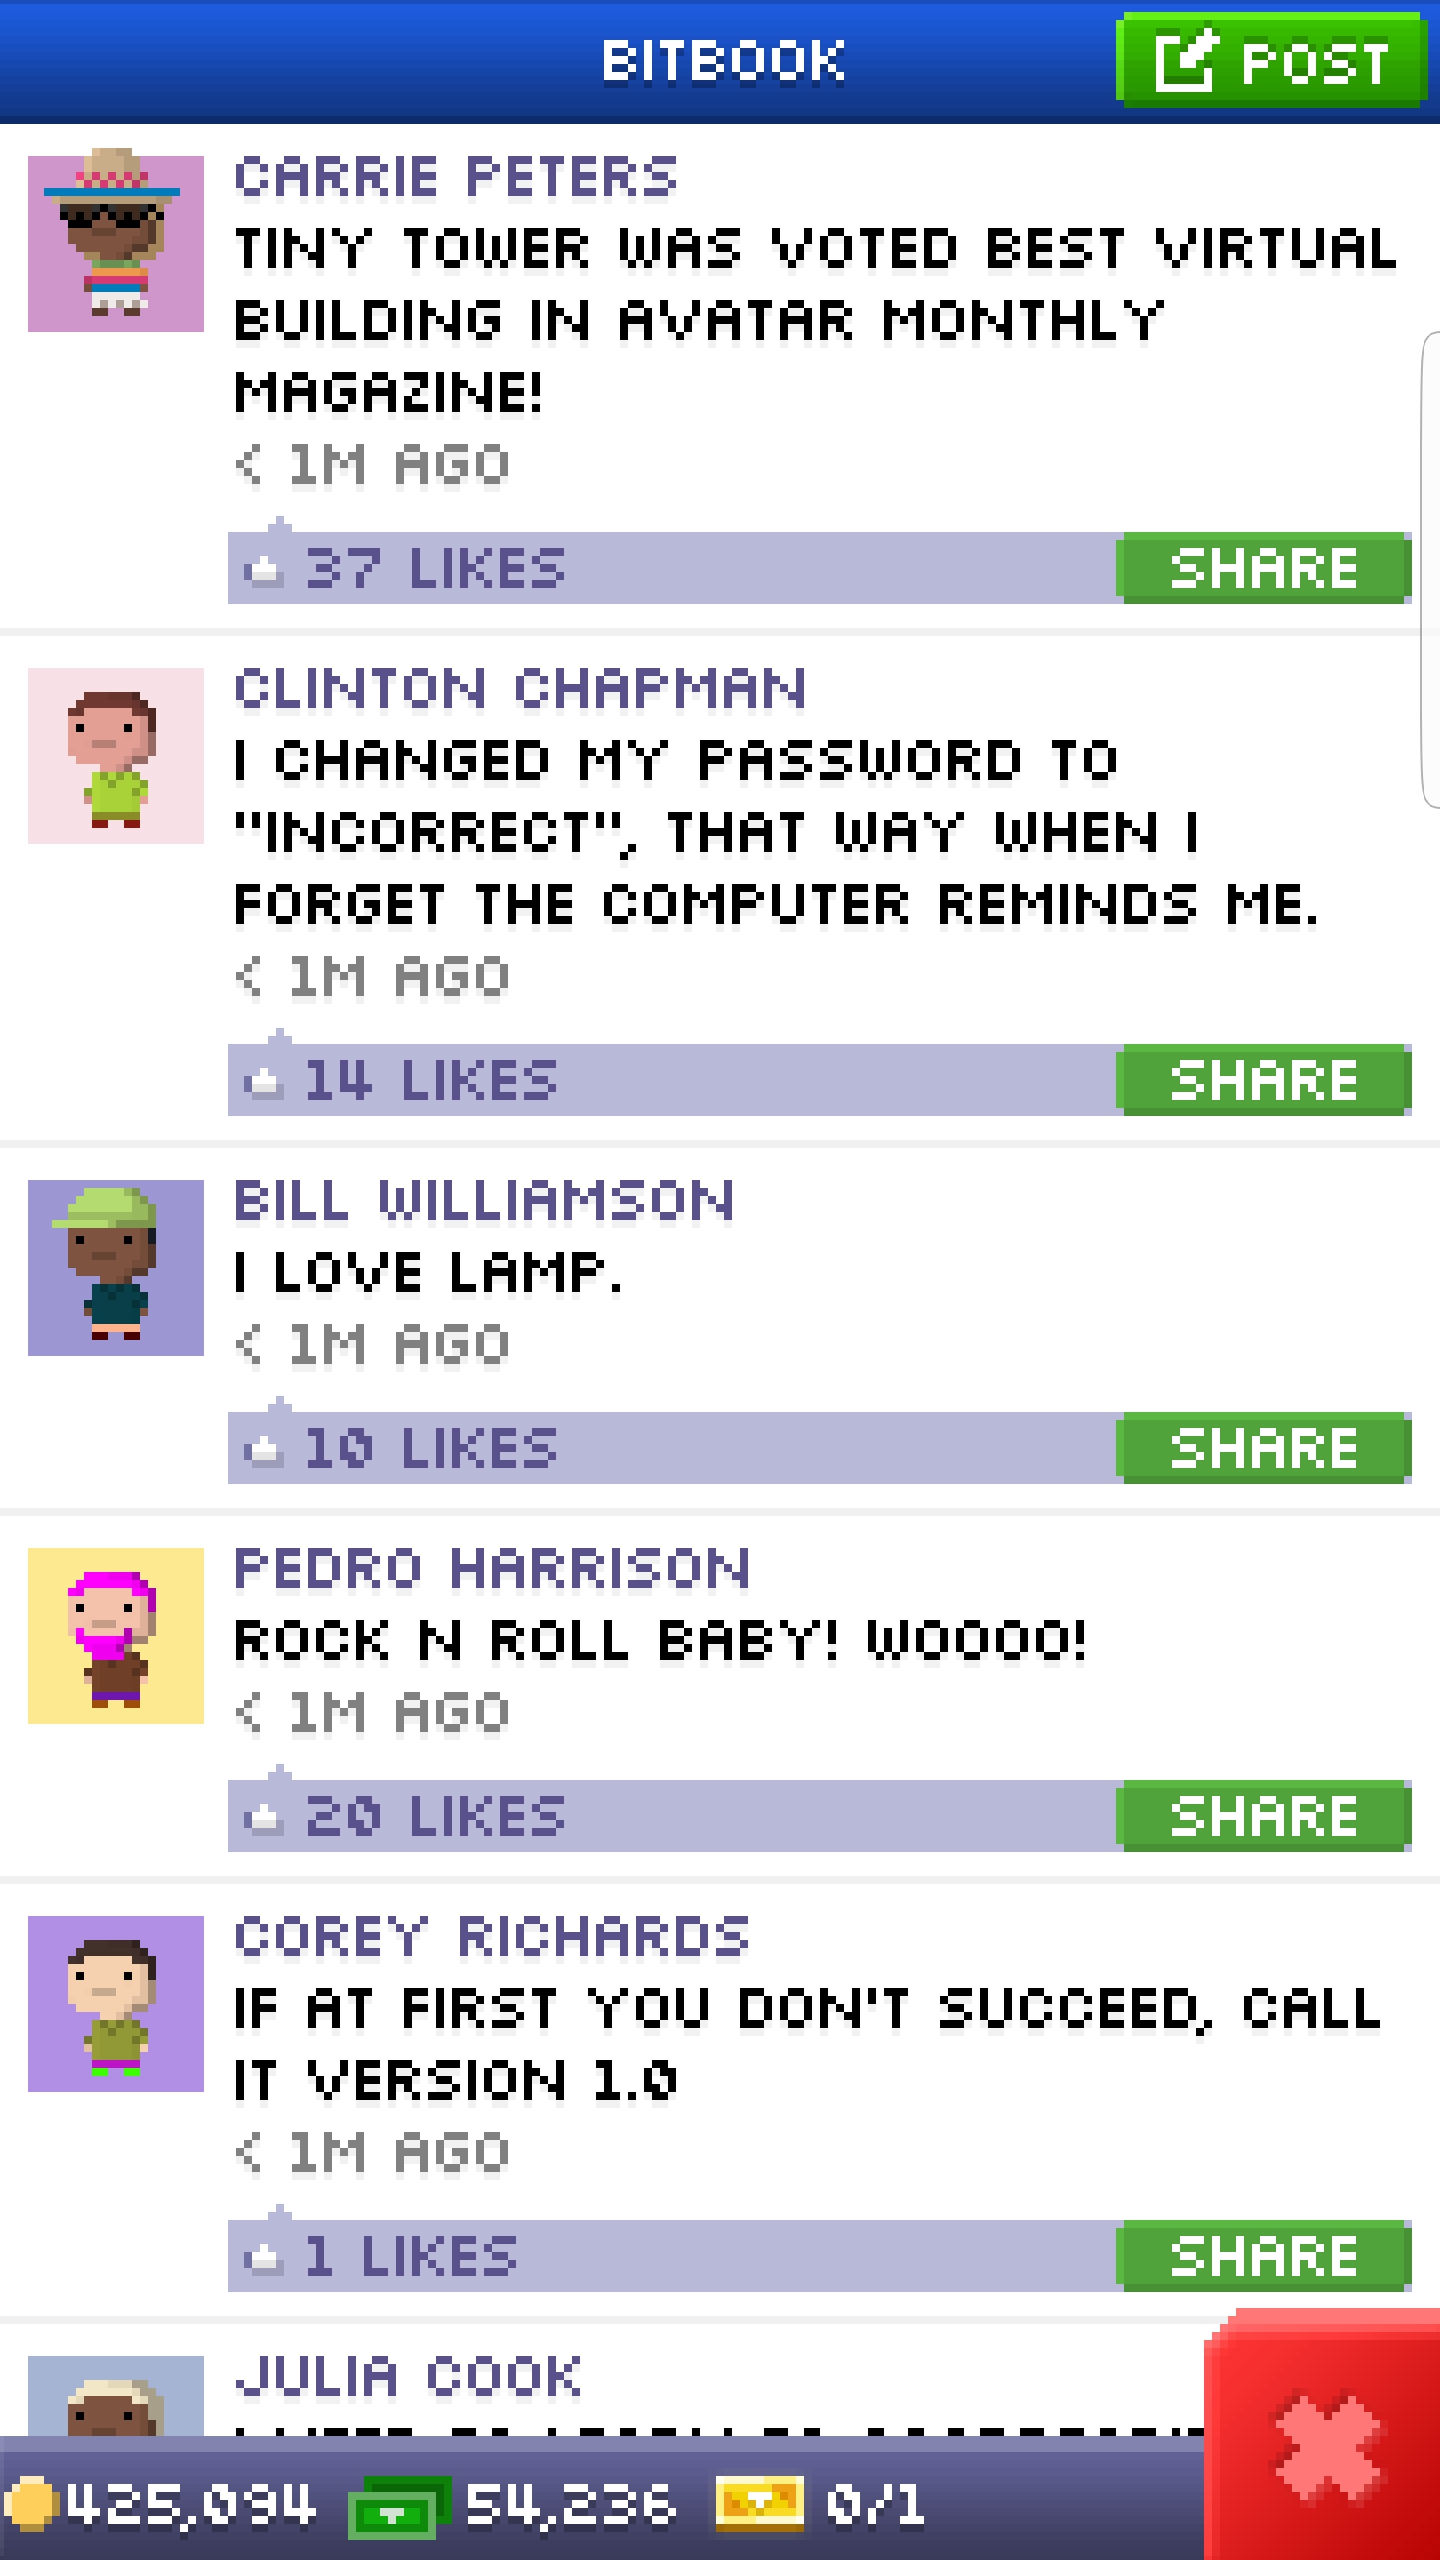 BITBOOK
POST
CARRIE PETERS
TINY TOWER WAS VOTED BEST VIRTUAL
BUILDING IN AVATAR MONTHLY
MAGAZINE!
< 1M AGO
37 LIKES
SHARE
CLINTON CHAPMAN
I CHANGED MY PASSWORD TO
"INCORRECT", THAT WAY WHEN I
FORGET THE COMPUTER REMINDS ME.
< 1M AGO
14 LIKES
SHARE
BILL WILLIAMSON
I LOVE LAMP.
< 1M AGO
10 LIKES
SHARE
PEDRO HARRISON
ROCK N ROLL BABY! WOOOO!
< 1M AGO
20 LIKES
SHARE
COREY RICHARDS
IF AT FIRST YOU DON'T SUCCEED, CALL
IT VERSION 1.0
< 1M AGO
1 LIKES
SHARE
JULIA COOK
425,094
54,236
0/1